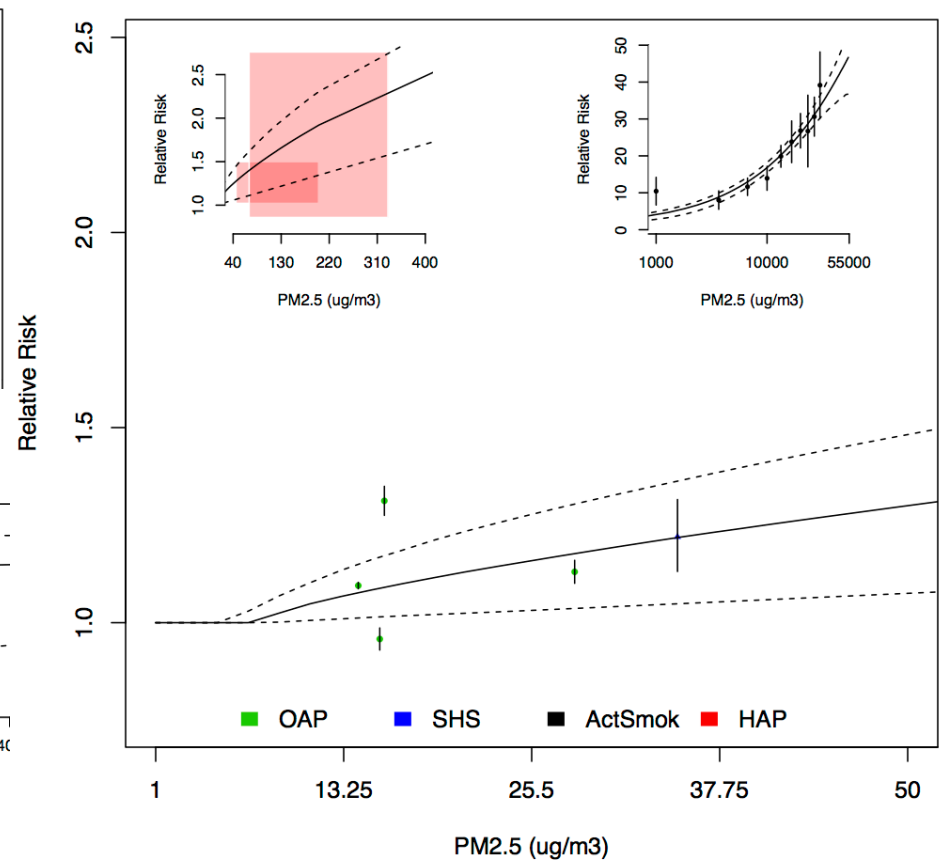 2.5
2.0
1.5
1.0
Relative Risk
2.5
2.0
1.5
1.0
Relative Risk
40 130 220 310 400
PM2.5 (ug/m3)
50
40
30
20
10
0
Relative Risk
1000 10000 55000
PM2.5 (ug/m3)
OAP SHS ActSmok HAP
1 13.25 25.5 37.75 50
PM2.5 (ug/m3)